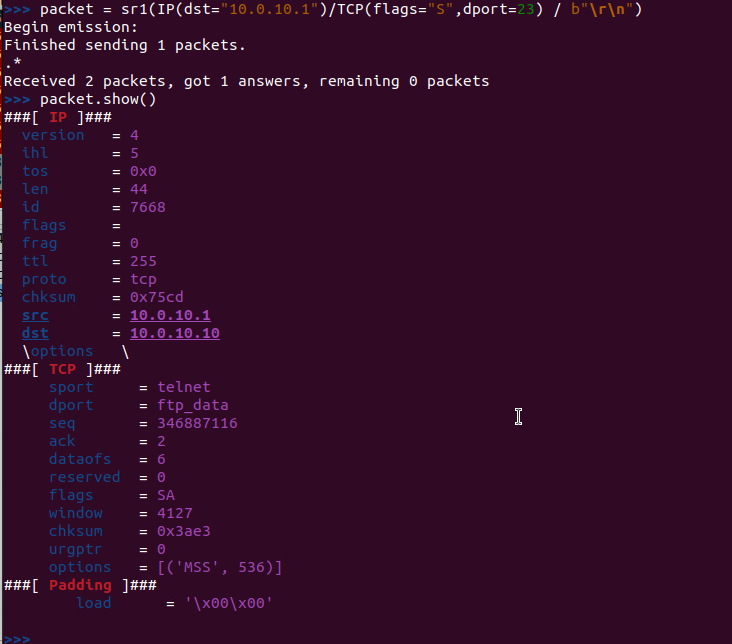 >>> packet = sr1(IP(dst="10.0.10.1")/TCP(flags="S",dport=23) / b"\r\n")
Begin emission:
Finished sending 1 packets.
.*
Received 2 packets, got 1 answers, remaining 0 packets
>>> packet.show()
###[ IP ]###
  version   = 4
  ihl       = 5
  tos       = 0x0
  len       = 44
  id        = 7668
  flags     =
  frag      = 0
  ttl       = 255
  proto     = tcp
  chksum    = 0x75cd
  src       = 10.0.10.1
  dst       = 10.0.10.10
  \options   \
###[ TCP ]###
     sport     = telnet
     dport     = ftp_data
     seq       = 346887116
     ack       = 2
     dataofs   = 6
     reserved  = 0
     flags     = SA
     window    = 4127
     chksum    = 0x3ae3
     urgptr    = 0
     options   = [('MSS', 536)]
###[ Padding ]###
        load      = '\x00\x00'
>>>